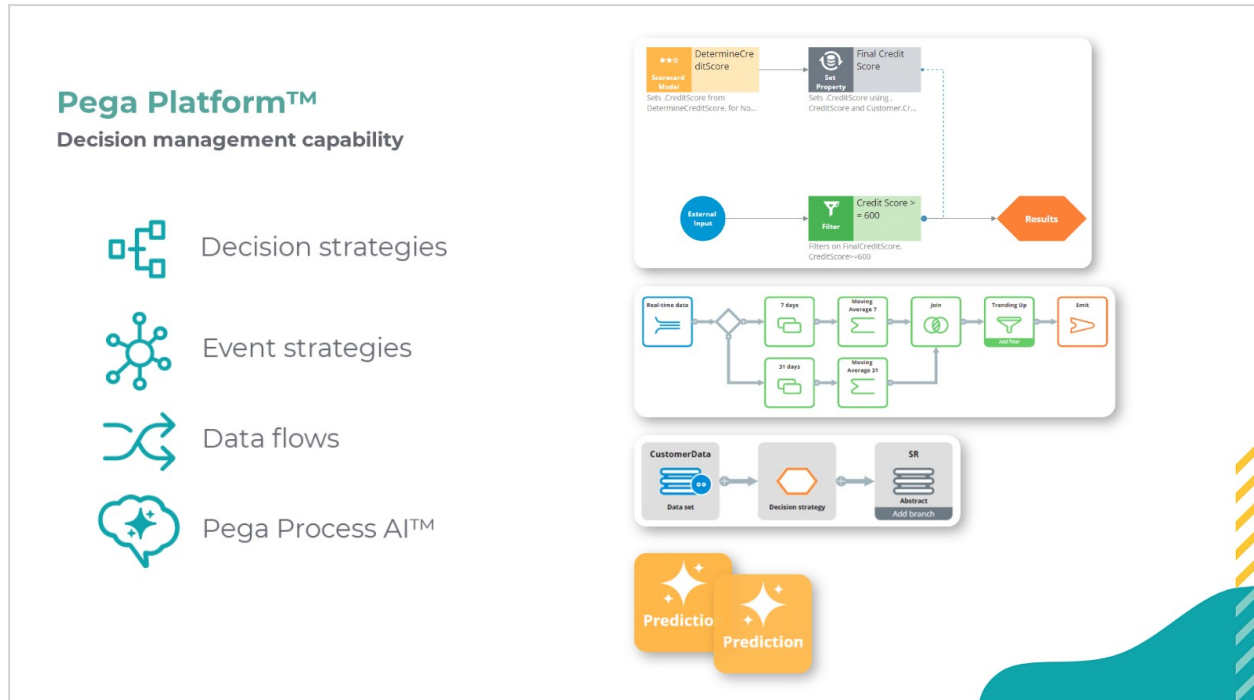 Pega Platform™
Decision management capability
Decision strategies
Event strategies
Data flows
Pega Process AI™
Scorecard
Model
DetermineCre
ditScore
Sets .CreditScore from
DetermineCreditScore, for No...
Set
Property
Final Credit
Score
Sets .CreditScore using .
CreditScore and Customer.Cr...
External
Input
Filter
Credit Score >
= 600
Filters on FinalCreditScore.
CreditScore>=600
Results
Real-time data
7 days
Moving
Average 7
Join
Trending Up
Add filter
Emit
31 days
Moving
Average 31
CustomerData
Data set
Decision strategy
SR
Abstract
Add branch
Predictio
Prediction